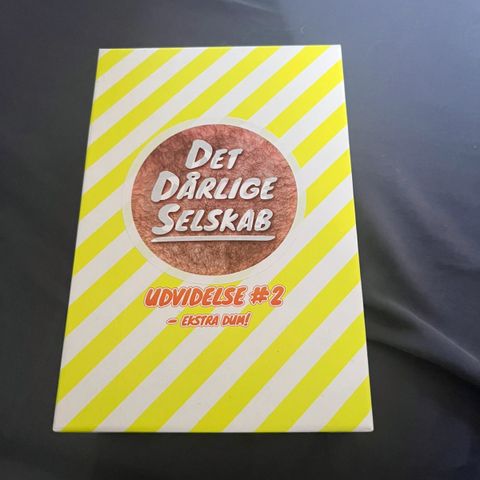 DET
DÅRLIGE
SELSKAB
UDVIDELSE #2
– EKSTRA DUM!